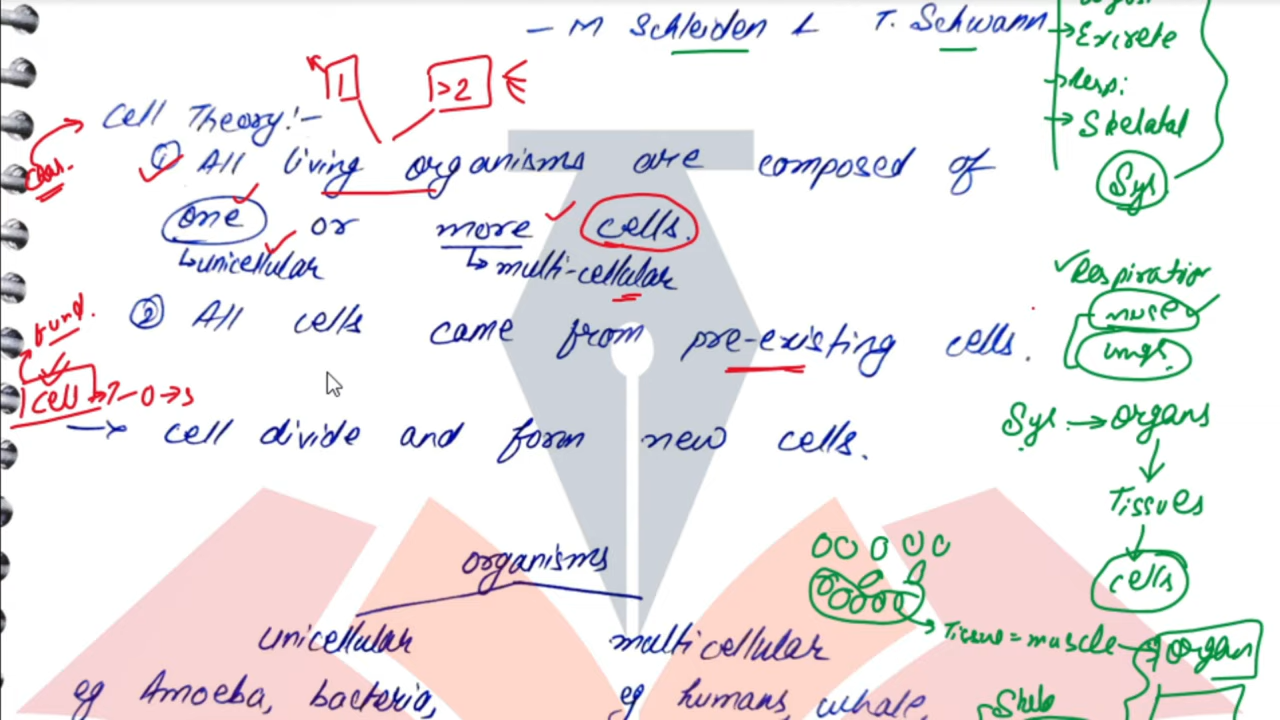 — M Schleiden & T. Schwann
→ Excrete
→ Resp:
→ Skelatal
Sys
1
>2
Cell Theory:-
① All living organisms are composed of
one or more cells.
↳ unicellular
↳ multi-cellular
② All cells came from pre-existing cells.
Fund.
1 cell → T-O→s
→ cell divide and form new cells.
Respiration
nuse
lungs.
Sys. → organs
Tissues
cells
organisms
unicellular multicellular
eg Amoeba, bacteria, eg humans, whale,
Tissue = muscle → organ
Skele